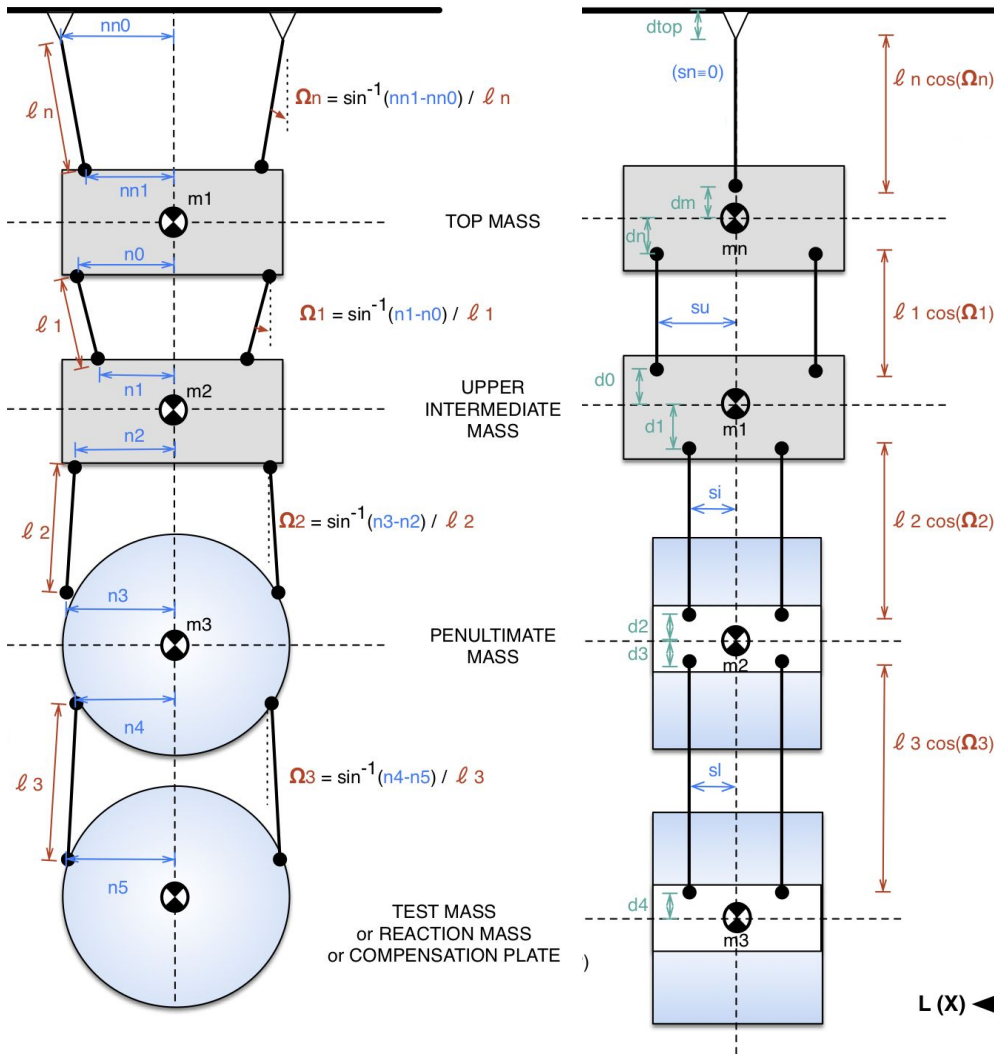 nn0
dtop
(sn≡0)
ℓ n
Ωn = sin⁻¹(nn1-nn0) / ℓ n
ℓ n cos(Ωn)
nn1
m1
TOP MASS
dm
dn
mn
n0
ℓ 1
Ω1 = sin⁻¹(n1-n0) / ℓ 1
su
ℓ 1 cos(Ω1)
n1
m2
UPPER
INTERMEDIATE
MASS
d0
d1
m1
n2
ℓ 2
Ω2 = sin⁻¹(n3-n2) / ℓ 2
si
ℓ 2 cos(Ω2)
n3
m3
PENULTIMATE
MASS
d2
d3
m2
n4
ℓ 3
Ω3 = sin⁻¹(n4-n5) / ℓ 3
sl
ℓ 3 cos(Ω3)
n5
d4
m3
TEST MASS
or REACTION MASS
or COMPENSATION PLATE
)
L (X)